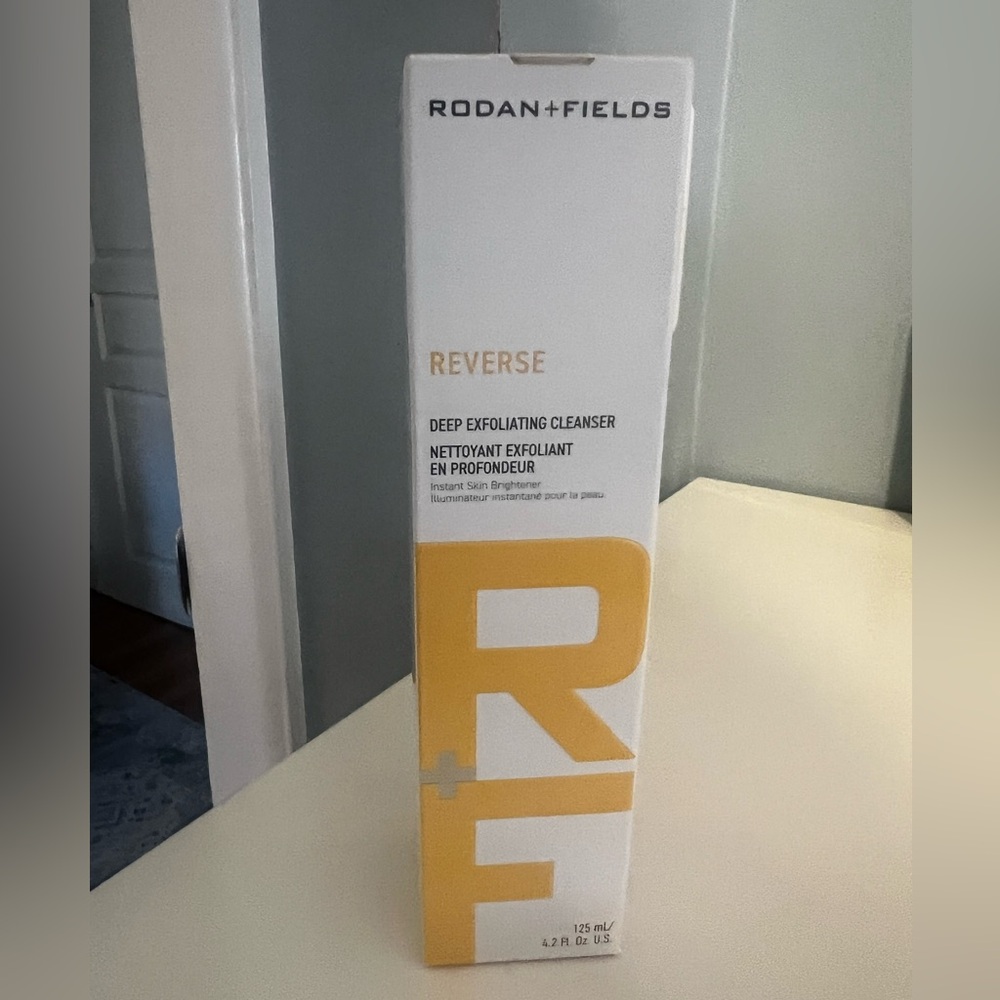 RODAN+FIELDS
REVERSE
DEEP EXFOLIATING CLEANSER
NETTOYANT EXFOLIANT
EN PROFONDEUR
Instant Skin Brightener
Illuminateur instantané pour la peau
R
+
F
125 mL/
4.2 Fl. Oz. U.S.